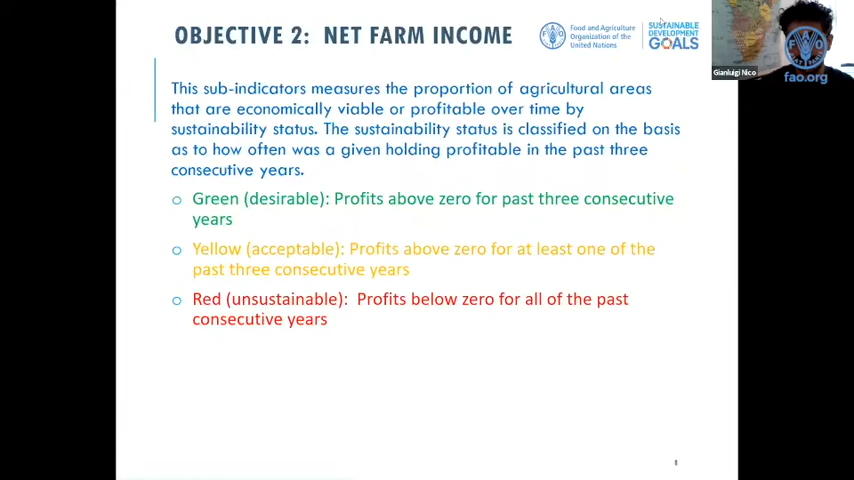 OBJECTIVE 2: NET FARM INCOME
Food and Agriculture
Organization of the
United Nations
SUSTAINABLE
DEVELOPMENT
GOALS
Gianluigi Nico
FAO
fao.org
This sub-indicators measures the proportion of agricultural areas
that are economically viable or profitable over time by
sustainability status. The sustainability status is classified on the basis
as to how often was a given holding profitable in the past three
consecutive years.
o Green (desirable): Profits above zero for past three consecutive
years
o Yellow (acceptable): Profits above zero for at least one of the
past three consecutive years
o Red (unsustainable): Profits below zero for all of the past
consecutive years